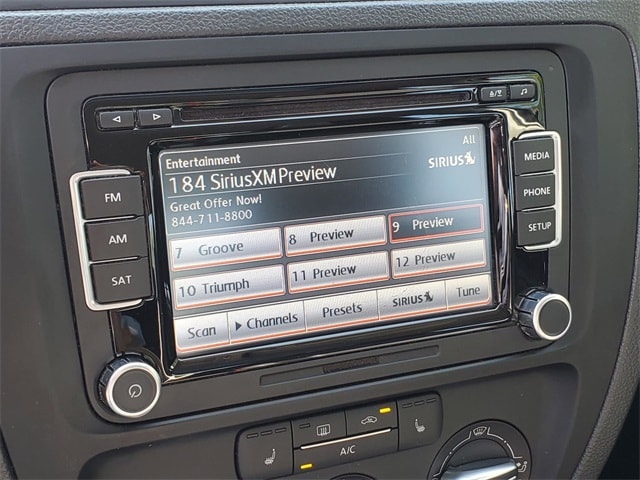 All
Entertainment
SIRIUS
184 SiriusXM Preview
Great Offer Now!
844-711-8800
7 Groove
8 Preview
9 Preview
10 Triumph
11 Preview
12 Preview
Scan
Channels
Presets
SIRIUS
Tune
FM
AM
SAT
MEDIA
PHONE
SETUP
A/C